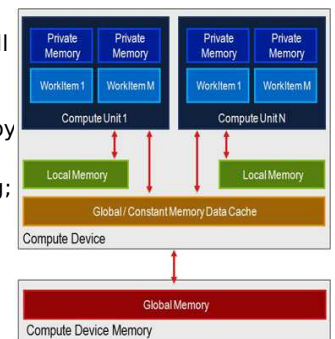 ll
Private Memory Private Memory Private Memory Private Memory
WorkItem 1 WorkItem M WorkItem 1 WorkItem M
Compute Unit 1 Compute Unit N
Local Memory Local Memory
Global / Constant Memory Data Cache
Compute Device
Global Memory
Compute Device Memory